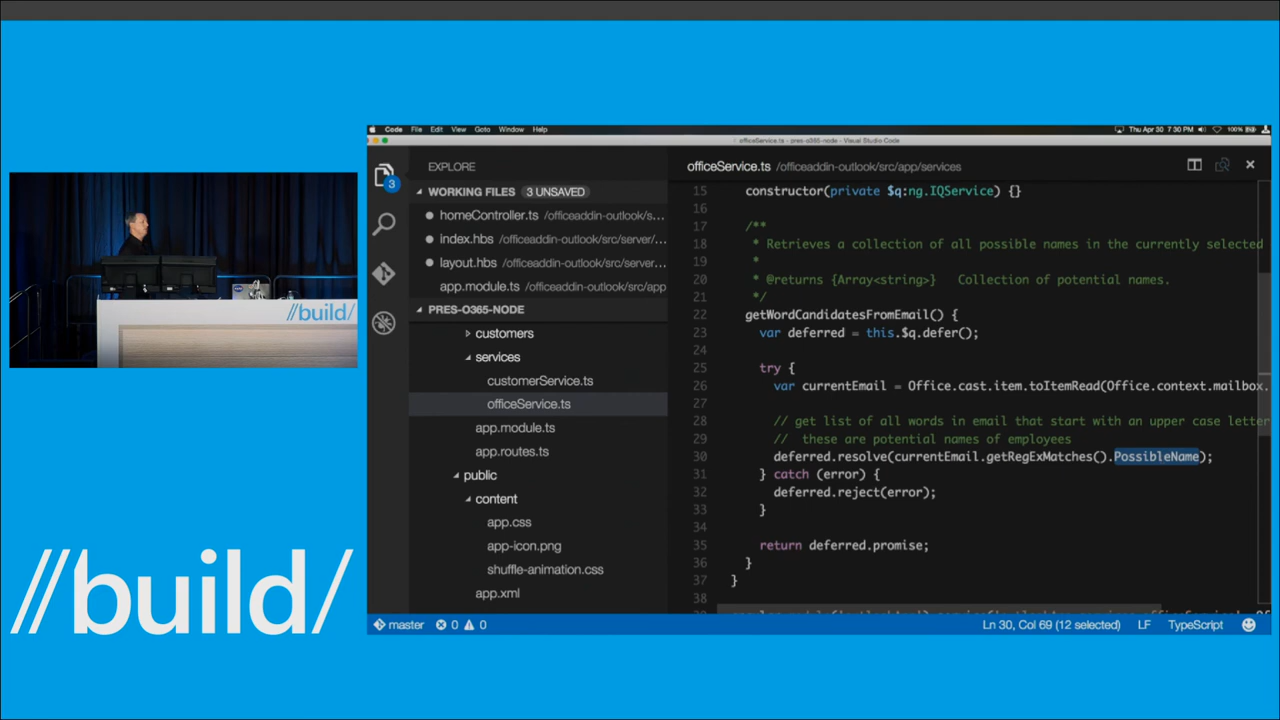 //build/
//build/
Code File Edit View Goto Window Help
Thu Apr 30 7:30 PM 100%
officeService.ts - pres-o365-node - Visual Studio Code
EXPLORE
WORKING FILES 3 UNSAVED
3
homeController.ts /officeaddin-outlook/s...
index.hbs /officeaddin-outlook/src/server/...
layout.hbs /officeaddin-outlook/src/server...
app.module.ts /officeaddin-outlook/src/app
PRES-O365-NODE
customers
services
customerService.ts
officeService.ts
app.module.ts
app.routes.ts
public
content
app.css
app-icon.png
shuffle-animation.css
app.xml
officeService.ts /officeaddin-outlook/src/app/services
15 constructor(private $q:ng.IQService) {}
16
17 /**
18 * Retrieves a collection of all possible names in the currently selected
19 *
20 * @returns {Array<string>} Collection of potential names.
21 */
22 getWordCandidatesFromEmail() {
23 var deferred = this.$q.defer();
24
25 try {
26 var currentEmail = Office.cast.item.toItemRead(Office.context.mailbox.
27
28 // get list of all words in email that start with an upper case letter
29 // these are potential names of employees
30 deferred.resolve(currentEmail.getRegExMatches().PossibleName);
31 } catch (error) {
32 deferred.reject(error);
33 }
34
35 return deferred.promise;
36 }
37 }
38
master 0 0
Ln 30, Col 69 (12 selected) LF TypeScript